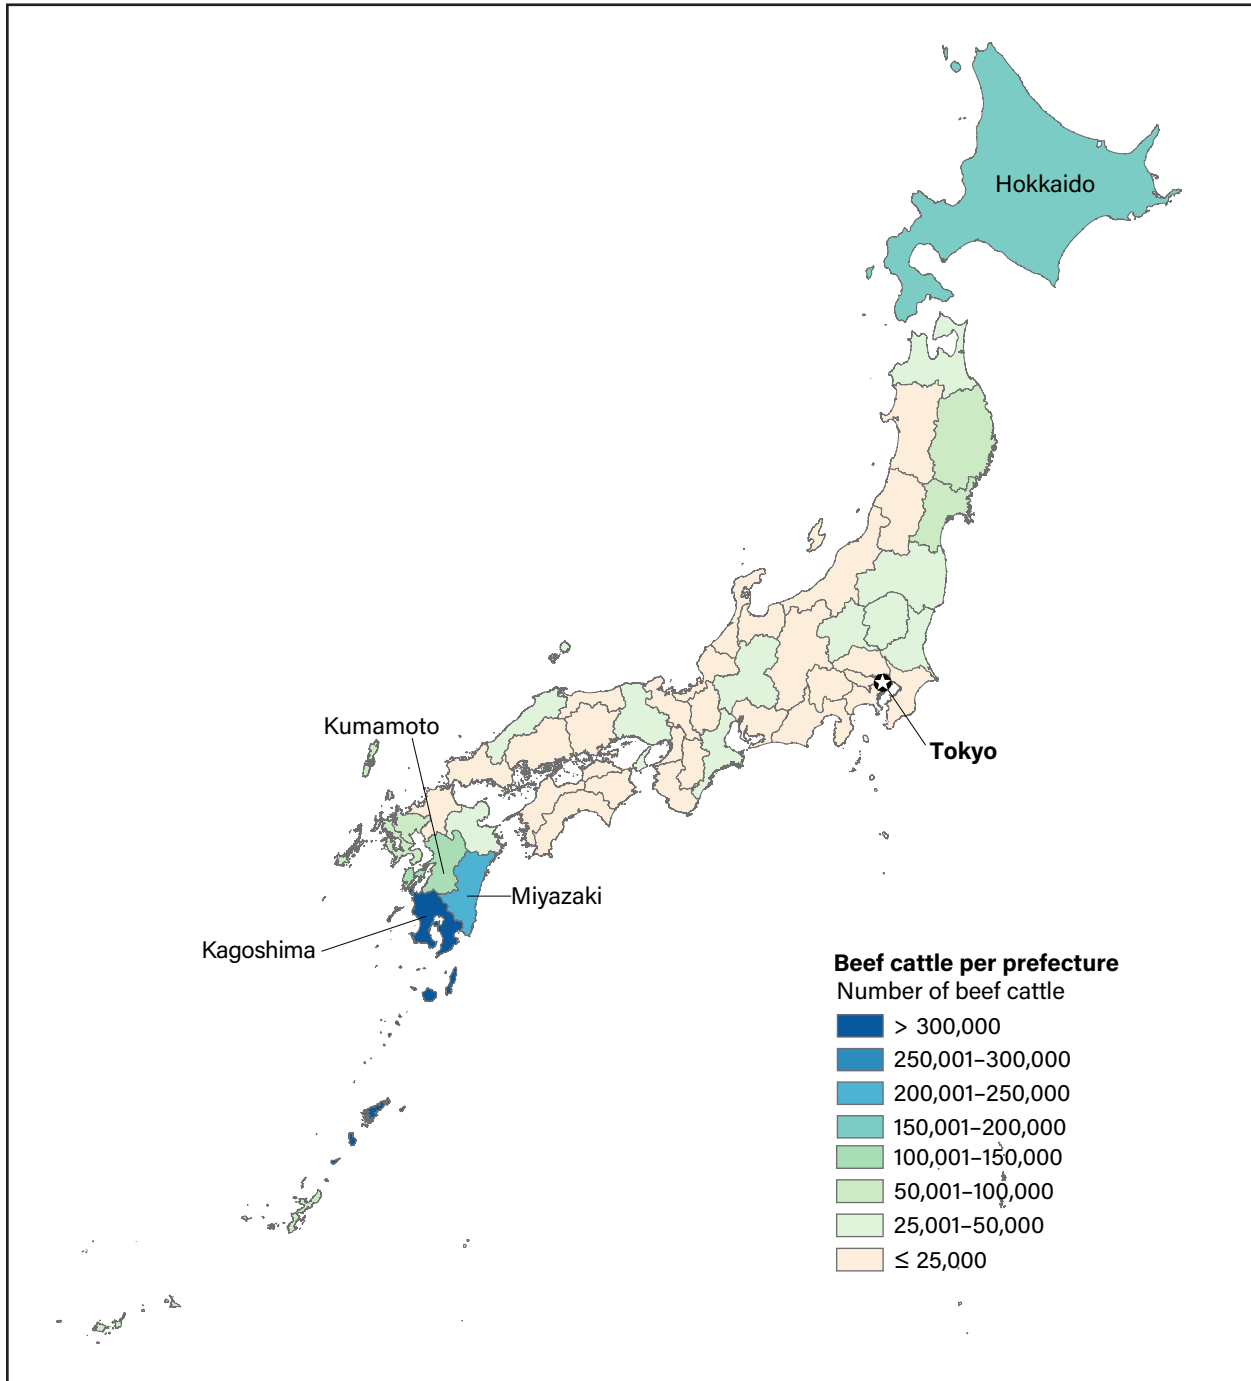 Hokkaido
Kumamoto
Tokyo
Miyazaki
Kagoshima
Beef cattle per prefecture
Number of beef cattle
> 300,000
250,001–300,000
200,001–250,000
150,001–200,000
100,001–150,000
50,001–100,000
25,001–50,000
≤ 25,000